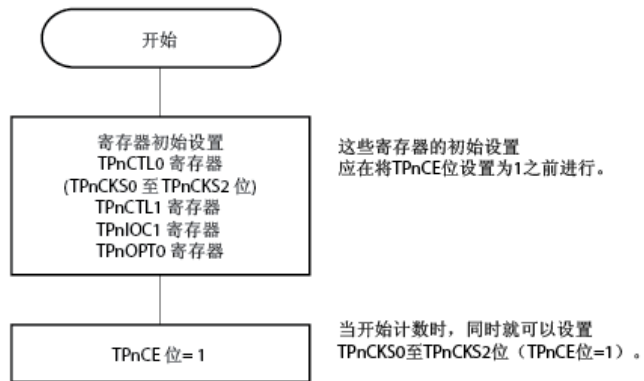 开始
寄存器初始设置
TPnCTL0 寄存器
(TPnCKS0 至 TPnCKS2 位)
TPnCTL1 寄存器
TPnIOC1 寄存器
TPnOPT0 寄存器
这些寄存器的初始设置
应在将TPnCE位设置为1之前进行。
TPnCE 位= 1
当开始计数时，同时就可以设置
TPnCKS0至TPnCKS2位（TPnCE位=1）。